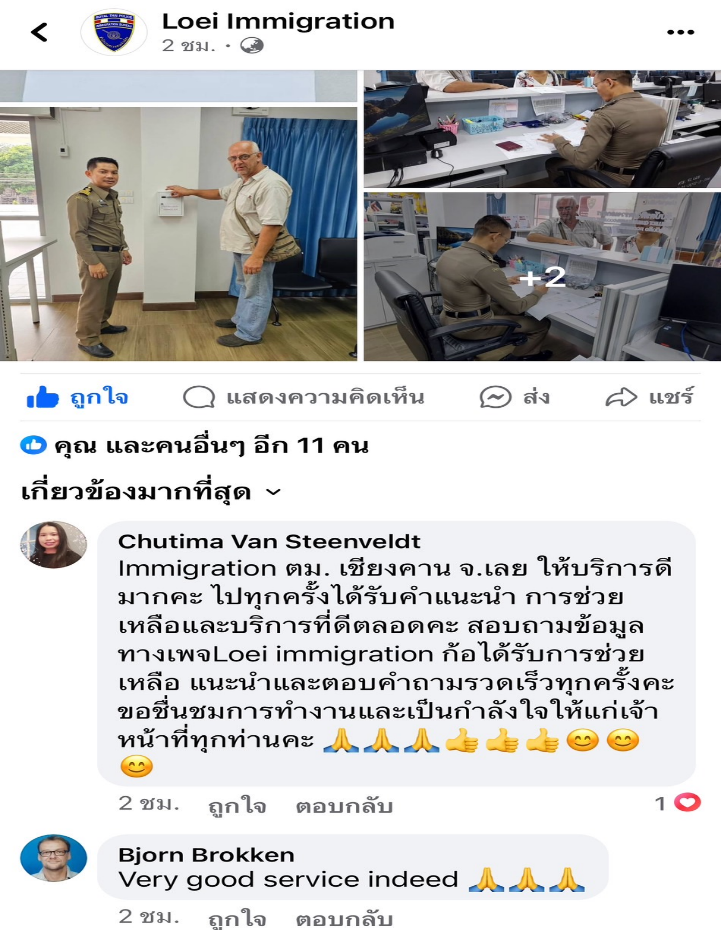 Loei Immigration
2 ชม. ·
+2
ถูกใจ
แสดงความคิดเห็น
ส่ง
แชร์
คุณ และคนอื่นๆ อีก 11 คน
เกี่ยวข้องมากที่สุด
Chutima Van Steenveldt
Immigration ตม. เชียงคาน จ.เลย ให้บริการดี
มากคะ ไปทุกครั้งได้รับคำแนะนำ การช่วย
เหลือและบริการที่ดีตลอดคะ สอบถามข้อมูล
ทางเพจLoei immigration ก้อได้รับการช่วย
เหลือ แนะนำและตอบคำถามรวดเร็วทุกครั้งคะ
ขอชื่นชมการทำงานและเป็นกำลังใจให้แก่เจ้า
หน้าที่ทุกท่านคะ 🙏🙏🙏👍👍👍😊😊
😊
2 ชม. ถูกใจ ตอบกลับ 1
Bjorn Brokken
Very good service indeed 🙏🙏🙏
2 ชม. ถูกใจ ตอบกลับ